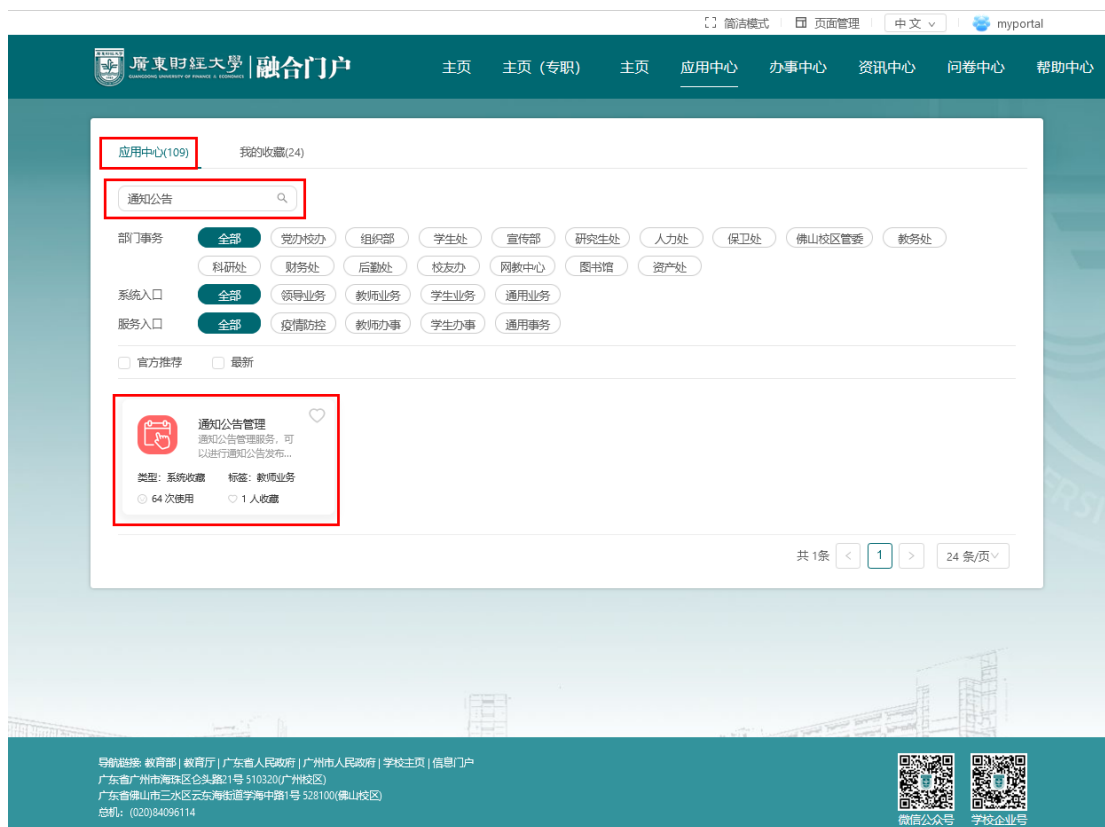 简洁模式 页面管理 中文 myportal
廣東财經大學 融合门户 主页 主页（专职） 主页 应用中心 办事中心 资讯中心 问卷中心 帮助中心
GUANGDONG UNIVERSITY OF FINANCE & ECONOMICS
应用中心(109) 我的收藏(24)
通知公告
部门事务 全部 党办校办 组织部 学生处 宣传部 研究生处 人力处 保卫处 佛山校区管委 教务处
科研处 财务处 后勤处 校友办 网教中心 图书馆 资产处
系统入口 全部 领导业务 教师业务 学生业务 通用业务
服务入口 全部 疫情防控 教师办事 学生办事 通用事务
官方推荐 最新
通知公告管理
通知公告管理服务，可
以进行通知公告发布...
类型：系统收藏 标签：教师业务
64 次使用 1 人收藏
共 1条 < 1 > 24 条/页
导航链接: 教育部 | 教育厅 | 广东省人民政府 | 广州市人民政府 | 学校主页 | 信息门户
广东省广州市海珠区仑头路21号 510320(广州校区)
广东省佛山市三水区云东海街道学海中路1号 528100(佛山校区)
总机：(020)84096114
微信公众号 学校企业号